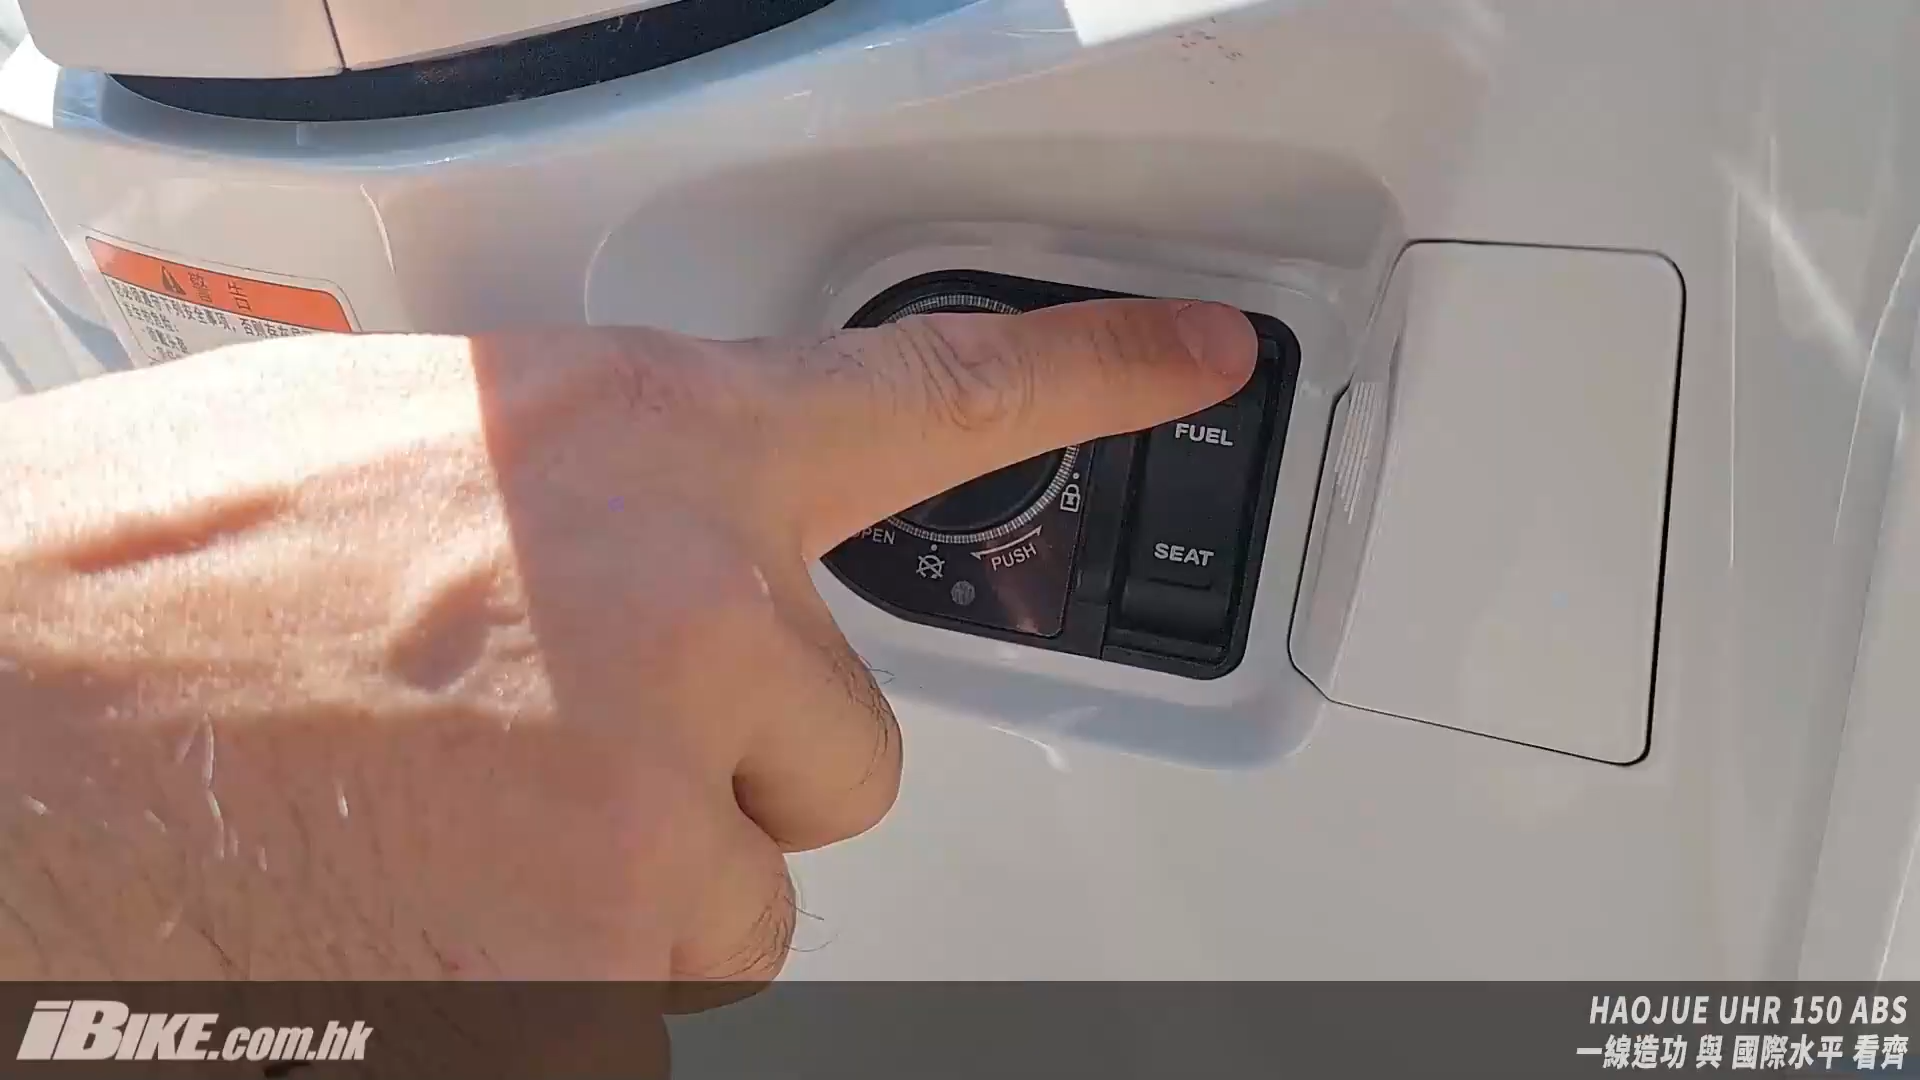 警告
FUEL
OPEN
PUSH
SEAT
iBIKE.com.hk
HAOJUE UHR 150 ABS
一線造功 與 國際水平 看齊